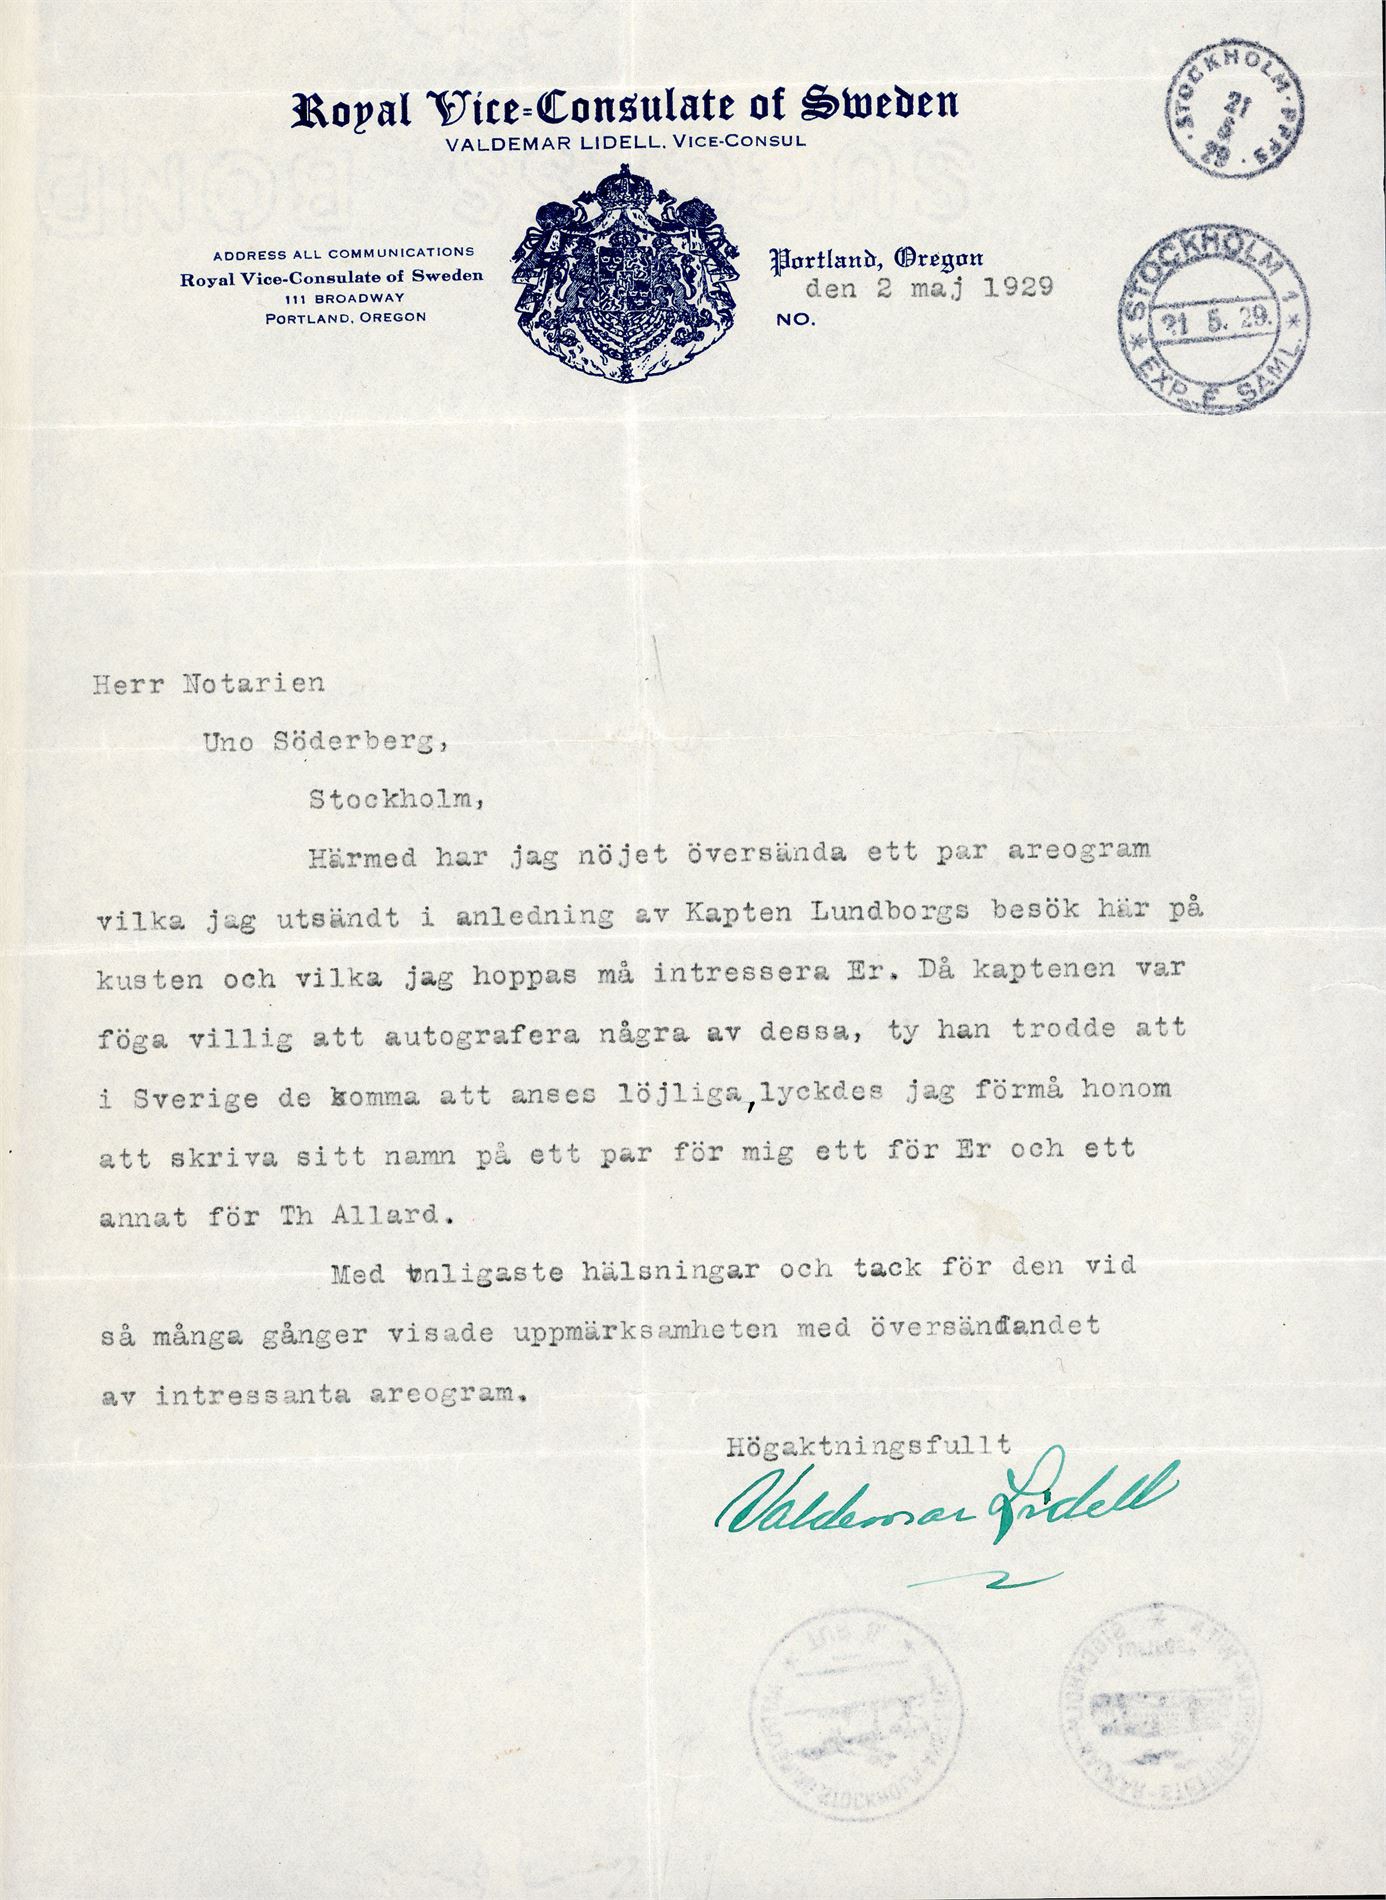 Royal Vice-Consulate of Sweden
VALDEMAR LIDELL, VICE-CONSUL
STOCKHOLM
21
5
29
ADDRESS ALL COMMUNICATIONS
Royal Vice-Consulate of Sweden
111 BROADWAY
PORTLAND, OREGON
Portland, Oregon
den 2 maj 1929
NO.
STOCKHOLM 1
21 5. 29.
EXP. F SAML.
Herr Notarien
Uno Söderberg,
Stockholm,
Härmed har jag nöjet översända ett par areogram
vilka jag utsändt i anledning av Kapten Lundborgs besök här på
kusten och vilka jag hoppas må intressera Er. Då kaptenen var
föga villig att autografera några av dessa, ty han trodde att
i Sverige de komma att anses löjliga,lyckdes jag förmå honom
att skriva sitt namn på ett par för mig ett för Er och ett
annat för Th Allard.
Med vnligaste hälsningar och tack för den vid
så många gånger visade uppmärksamheten med översändandet
av intressanta areogram.
Högaktningsfullt
Valdemar Lidell
STOCKHOLM